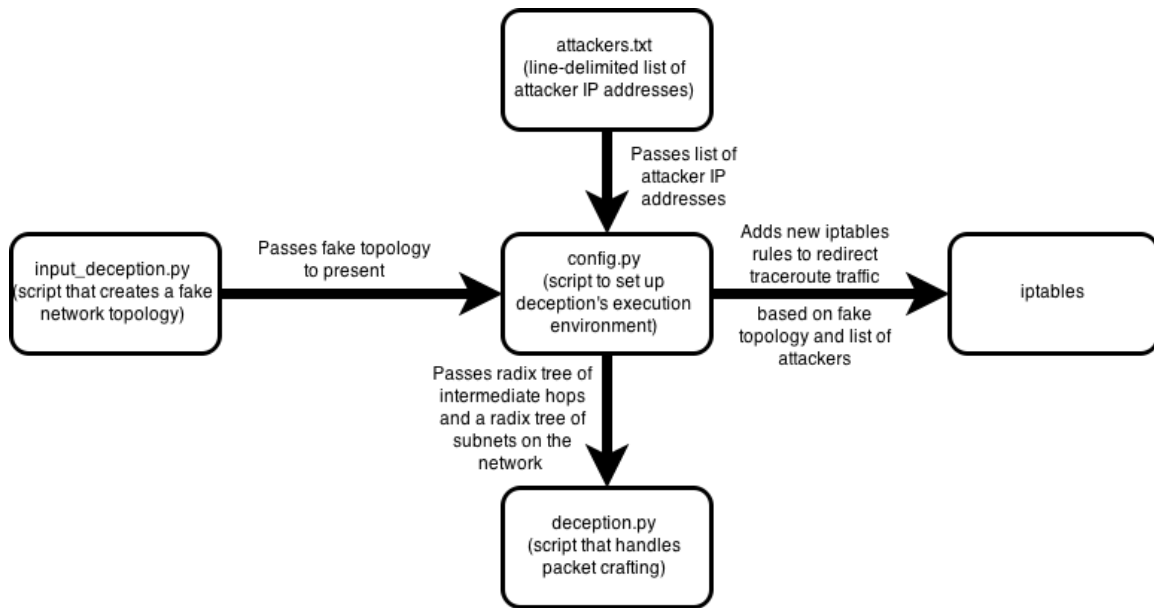 attackers.txt
(line-delimited list of
attacker IP addresses)
Passes list of
attacker IP
addresses
input_deception.py
(script that creates a fake
network topology)
Passes fake topology
to present
config.py
(script to set up
deception's execution
environment)
Adds new iptables
rules to redirect
traceroute traffic
based on fake
topology and list of
attackers
iptables
Passes radix tree of
intermediate hops
and a radix tree of
subnets on the
network
deception.py
(script that handles
packet crafting)